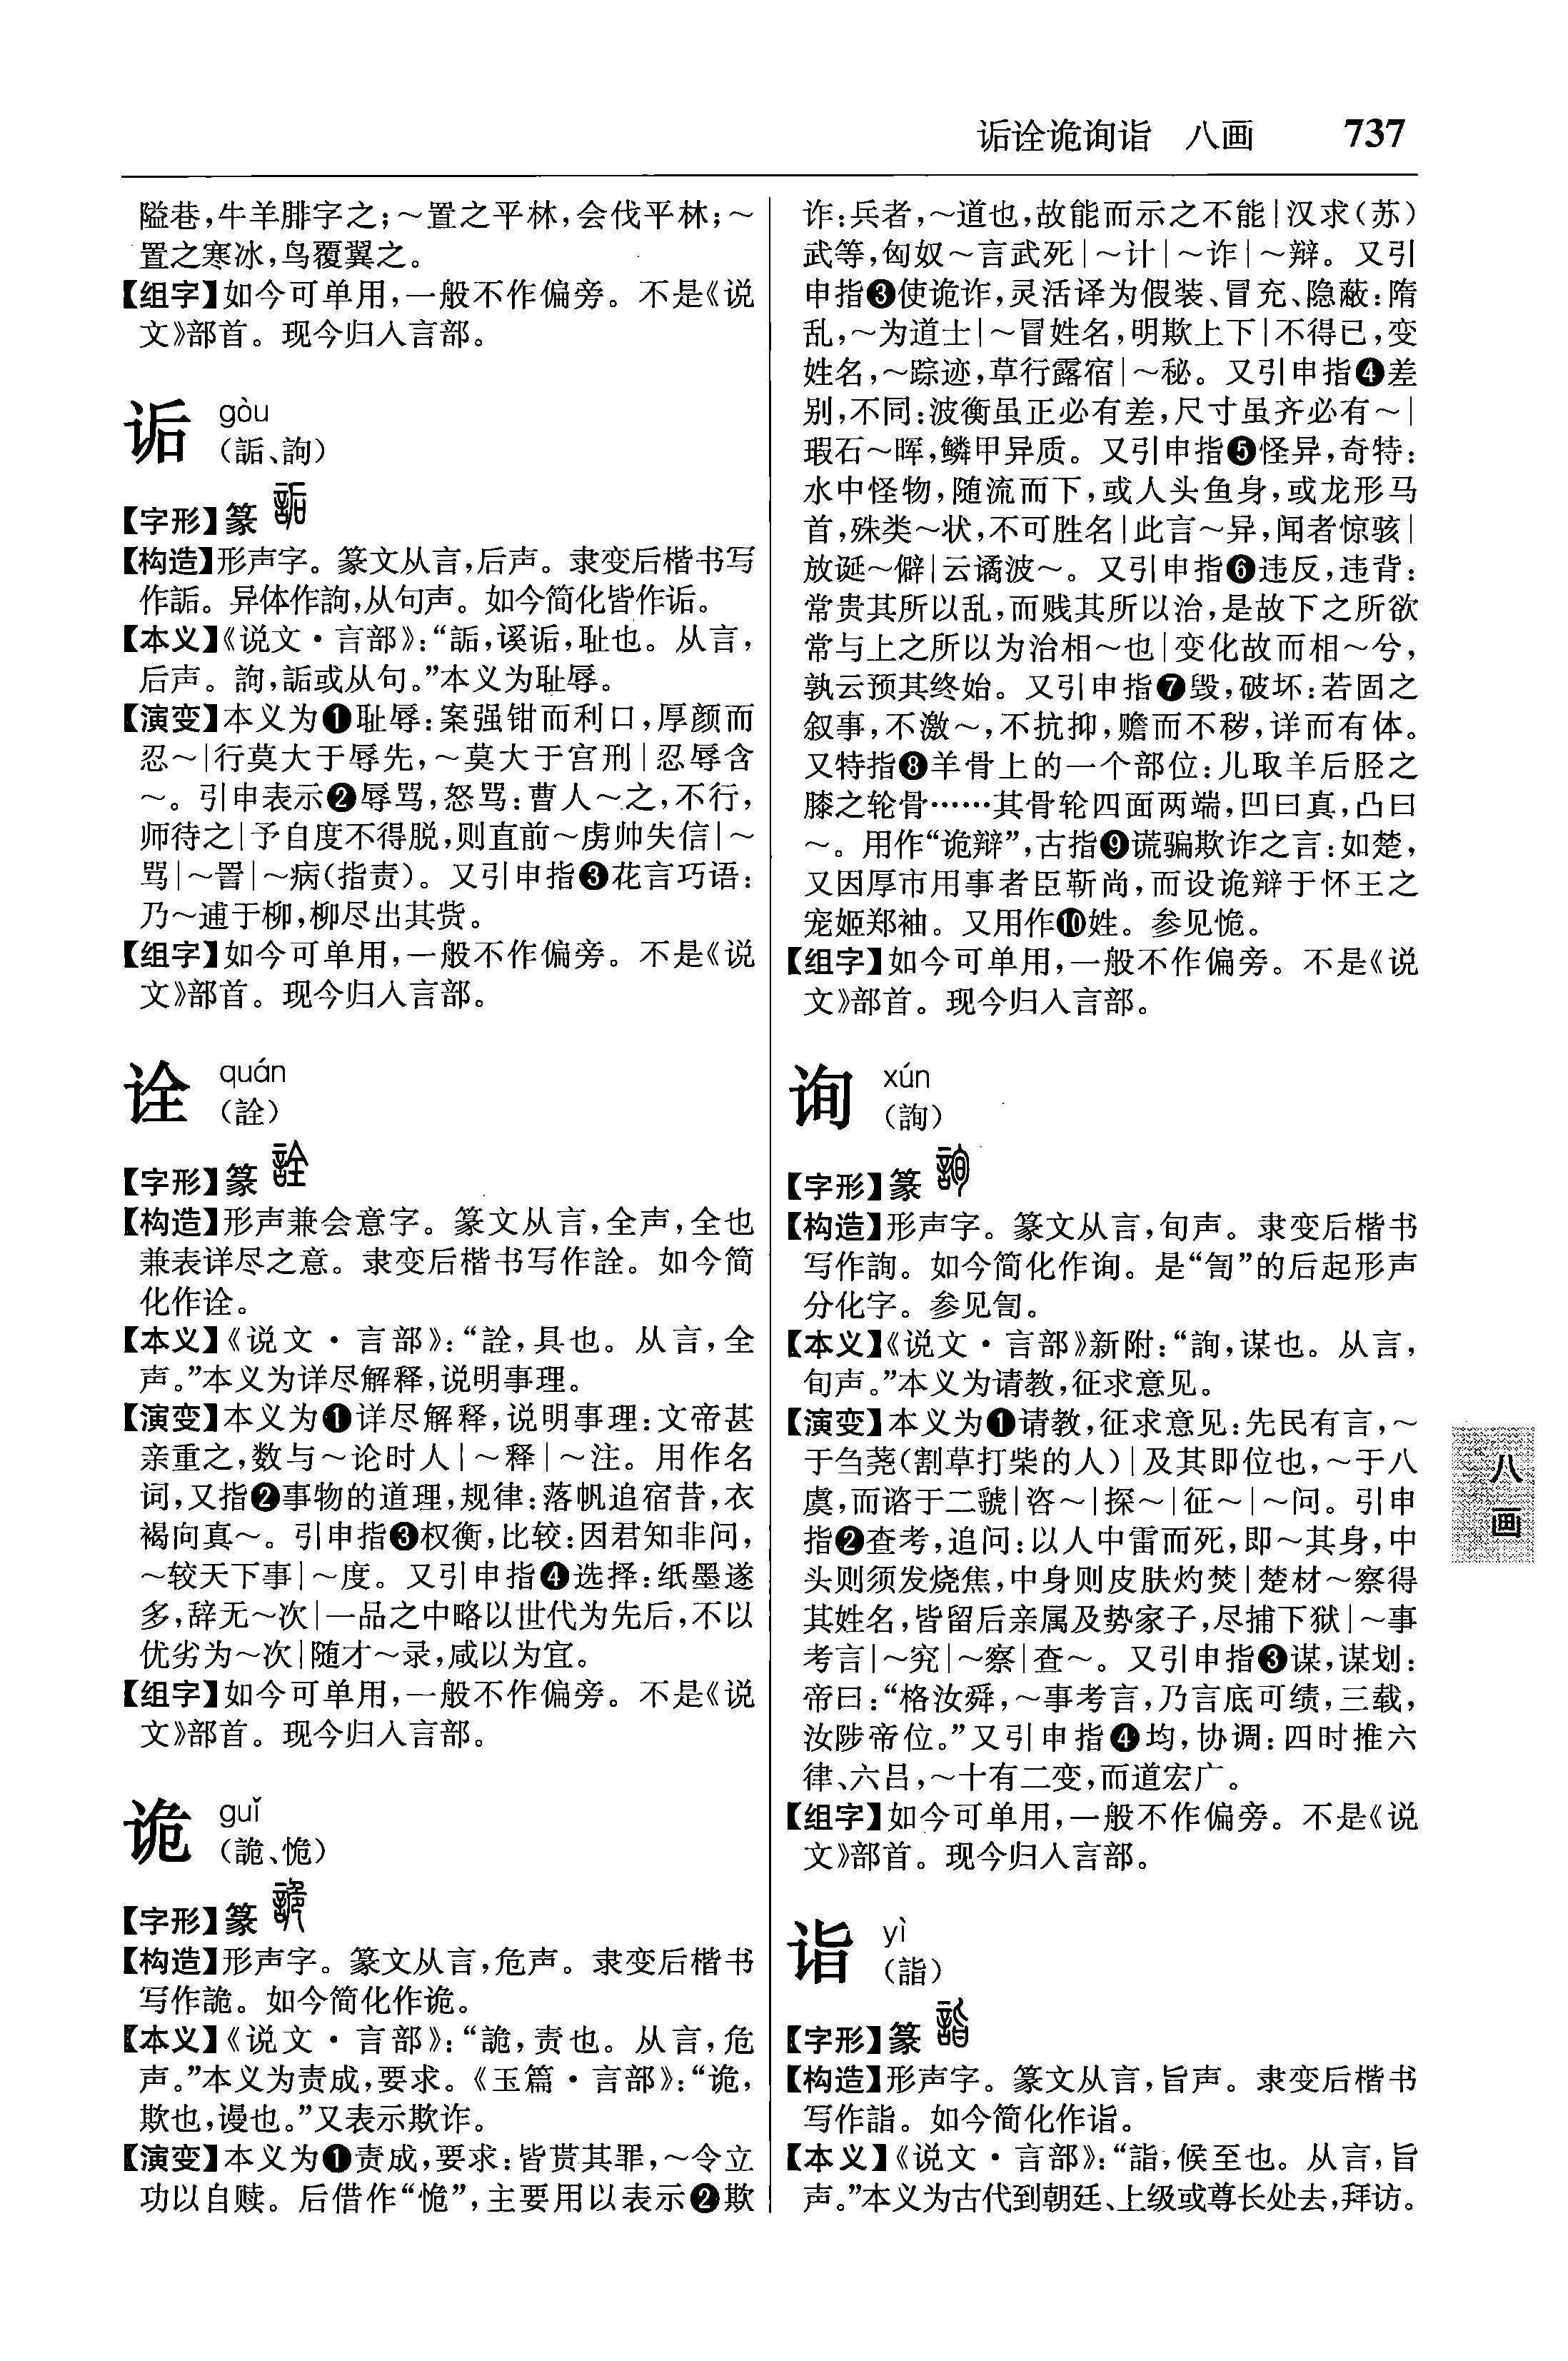 诟诠诡询诣　八画　737
隘巷,牛羊腓字之;～置之平林,会伐平林;～
置之寒冰,鸟覆翼之。
【组字】如今可单用,一般不作偏旁。不是《说
文》部首。现今归入言部。
诟 gòu
(詬、訽)
【字形】篆
【构造】形声字。篆文从言,后声。隶变后楷书写
作詬。异体作訽,从句声。如今简化皆作诟。
【本义】《说文·言部》:“詬,谿诟,耻也。从言,
后声。訽,詬或从句。”本义为耻辱。
【演变】本义为❶耻辱:案强钳而利口,厚颜而
忍～|行莫大于辱先,～莫大于宫刑|忍辱含
～。引申表示❷辱骂,怒骂:曹人～之,不行,
师待之|予自度不得脱,则直前～虏帅失信|～
骂|～詈|～病(指责)。又引申指❸花言巧语:
乃～逋于柳,柳尽出其赀。
【组字】如今可单用,一般不作偏旁。不是《说
文》部首。现今归入言部。
诠 quán
(詮)
【字形】篆
【构造】形声兼会意字。篆文从言,全声,全也
兼表详尽之意。隶变后楷书写作詮。如今简
化作诠。
【本义】《说文·言部》:“詮,具也。从言,全
声。”本义为详尽解释,说明事理。
【演变】本义为❶详尽解释,说明事理:文帝甚
亲重之,数与～论时人|～释|～注。用作名
词,又指❷事物的道理,规律:落帆追宿昔,衣
褐向真～。引申指❸权衡,比较:因君知非问,
～较天下事|～度。又引申指❹选择:纸墨遂
多,辞无～次|一品之中略以世代为先后,不以
优劣为～次|随才～录,咸以为宜。
【组字】如今可单用,一般不作偏旁。不是《说
文》部首。现今归入言部。
诡 guǐ
(詭、恑)
【字形】篆
【构造】形声字。篆文从言,危声。隶变后楷书
写作詭。如今简化作诡。
【本义】《说文·言部》:“詭,责也。从言,危
声。”本义为责成,要求。《玉篇·言部》:“诡,
欺也,谩也。”又表示欺诈。
【演变】本义为❶责成,要求:皆贳其罪,～令立
功以自赎。后借作“恑”,主要用以表示❷欺
诈:兵者,～道也,故能而示之不能|汉求(苏)
武等,匈奴～言武死|～计|～诈|～辩。又引
申指❸使诡诈,灵活译为假装、冒充、隐蔽:隋
乱,～为道士|～冒姓名,明欺上下|不得已,变
姓名,～踪迹,草行露宿|～秘。又引申指❹差
别,不同:波衡虽正必有差,尺寸虽齐必有～|
瑕石～晖,鳞甲异质。又引申指❺怪异,奇特:
水中怪物,随流而下,或人头鱼身,或龙形马
首,殊类～状,不可胜名|此言～异,闻者惊骇|
放诞～僻|云谲波～。又引申指❻违反,违背:
常贵其所以乱,而贱其所以治,是故下之所欲
常与上之所以为治相～也|变化故而相～兮,
孰云预其终始。又引申指❼毁,破坏:若固之
叙事,不激～,不抗抑,赡而不秽,详而有体。
又特指❽羊骨上的一个部位:儿取羊后胫之
膝之轮骨……其骨轮四面两端,凹曰真,凸曰
～。用作“诡辩”,古指❾谎骗欺诈之言:如楚,
又因厚币用事者臣靳尚,而设诡辩于怀王之
宠姬郑袖。又用作❿姓。参见恑。
【组字】如今可单用,一般不作偏旁。不是《说
文》部首。现今归入言部。
询 xún
(詢)
【字形】篆
【构造】形声字。篆文从言,旬声。隶变后楷书
写作詢。如今简化作询。是“訇”的后起形声
分化字。参见訇。
【本义】《说文·言部》新附:“詢,谋也。从言,
旬声。”本义为请教,征求意见。
【演变】本义为❶请教,征求意见:先民有言,～
于刍荛(割草打柴的人)|及其即位也,～于八
虞,而谘于二虢|咨～|探～|征～|～问。引申
指❷查考,追问:以人中雷而死,即～其身,中
头则须发烧焦,中身则皮肤灼焚|楚材～察得
其姓名,皆留后亲属及势家子,尽捕下狱|～事
考言|～究|～察|查～。又引申指❸谋,谋划:
帝曰:“格汝舜,～事考言,乃言底可绩,三载,
汝陟帝位。”又引申指❹均,协调:四时推六
律、六吕,～十有二变,而道宏广。
【组字】如今可单用,一般不作偏旁。不是《说
文》部首。现今归入言部。
诣 yì
(詣)
【字形】篆
【构造】形声字。篆文从言,旨声。隶变后楷书
写作詣。如今简化作诣。
【本义】《说文·言部》:“詣,候至也。从言,旨
声。”本义为古代到朝廷、上级或尊长处去,拜访。
八画